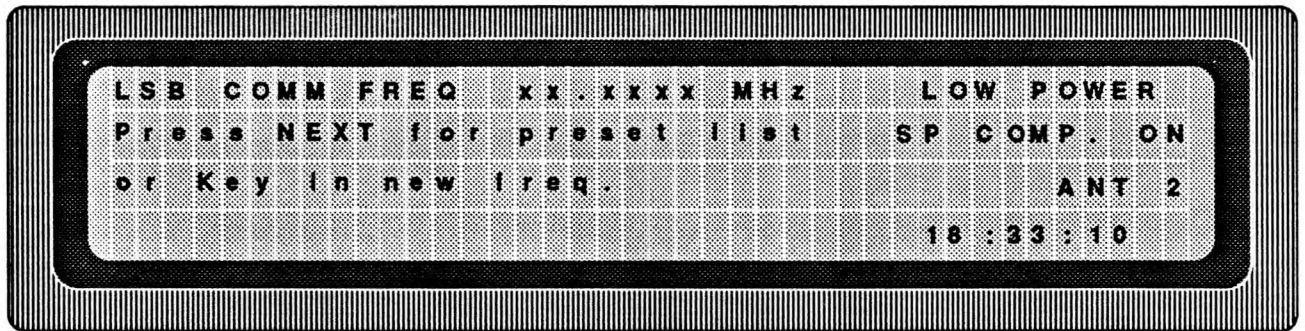 LSB COMM FREQ xx.xxxx MHz LOW POWER
Press NEXT for preset list SP COMP. ON
or Key in new freq. ANT 2
18:33:10